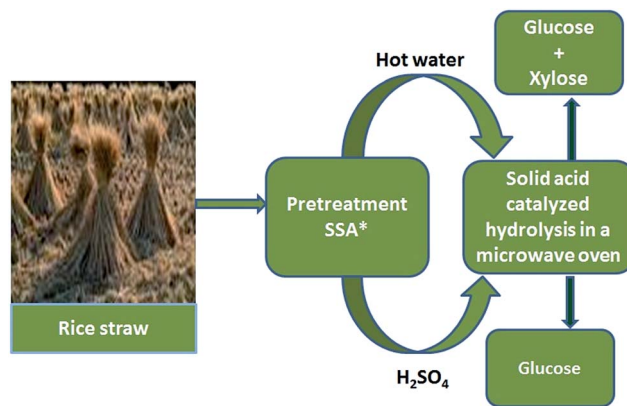 Glucose
+
Xylose
Hot water
Pretreatment
SSA*
Solid acid
catalyzed
hydrolysis in a
microwave oven
Rice straw
H₂SO₄
Glucose